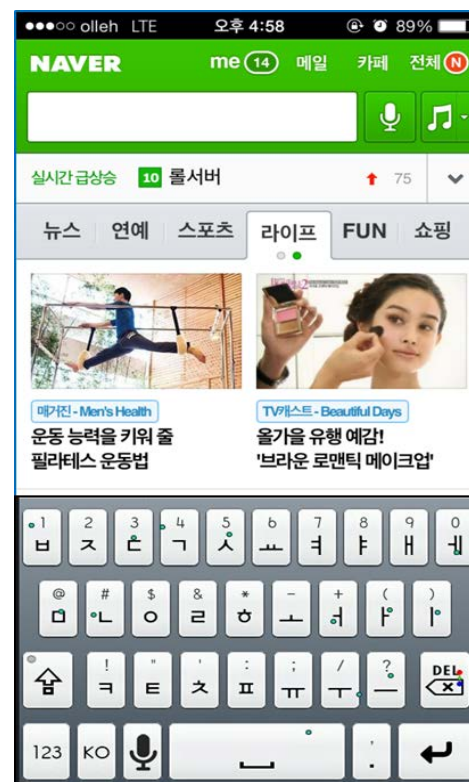 olleh LTE 오후 4:58 89%
NAVER me 14 메일 카페 전체 N
실시간 급상승 10 롤서버 75
뉴스 연예 스포츠 라이프 FUN 쇼핑
매거진 - Men's Health TV캐스트 - Beautiful Days
운동 능력을 키워 줄 올가을 유행 예감!
필라테스 운동법 '브라운 로맨틱 메이크업'
1 2 3 4 5 6 7 8 9 0
ㅂ ㅈ ㄷ ㄱ ㅅ ㅛ ㅕ ㅑ ㅐ ㅔ
@ # $ & * - + ( )
ㅁ ㄴ ㅇ ㄹ ㅎ ㅗ ㅓ ㅏ ㅣ
! " ' : ; / ? DEL
ㅋ ㅌ ㅊ ㅍ ㅠ ㅜ ㅡ
123 KO , .